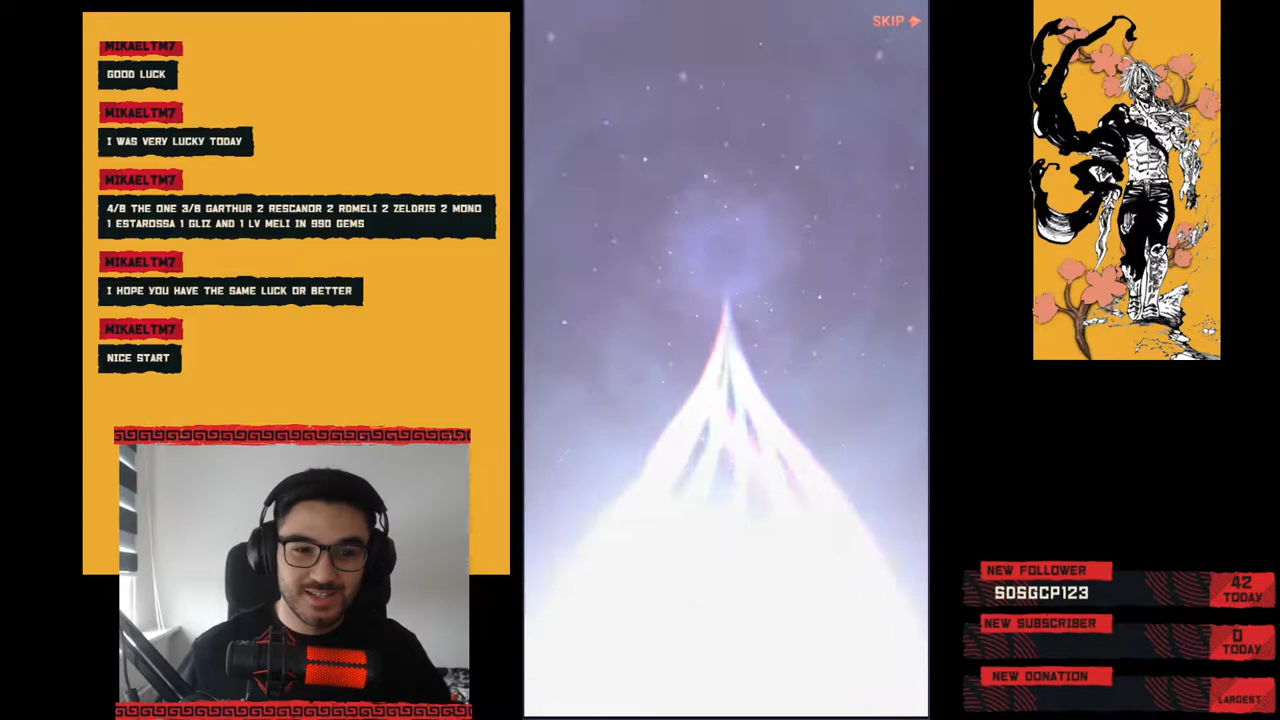 MIKAELTM7
GOOD LUCK
MIKAELTM7
I WAS VERY LUCKY TODAY
MIKAELTM7
4/8 THE ONE 3/8 GARTHUR 2 RESCANOR 2 ROMELI 2 ZELDRIS 2 MONO
1 ESTAROSSA 1 GLIZ AND 1 LV MELI IN 990 GEMS
MIKAELTM7
I HOPE YOU HAVE THE SAME LUCK OR BETTER
MIKAELTM7
NICE START
SKIP
NEW FOLLOWER
SDSGCP123
42
TODAY
NEW SUBSCRIBER
0
TODAY
NEW DONATION
LARGEST